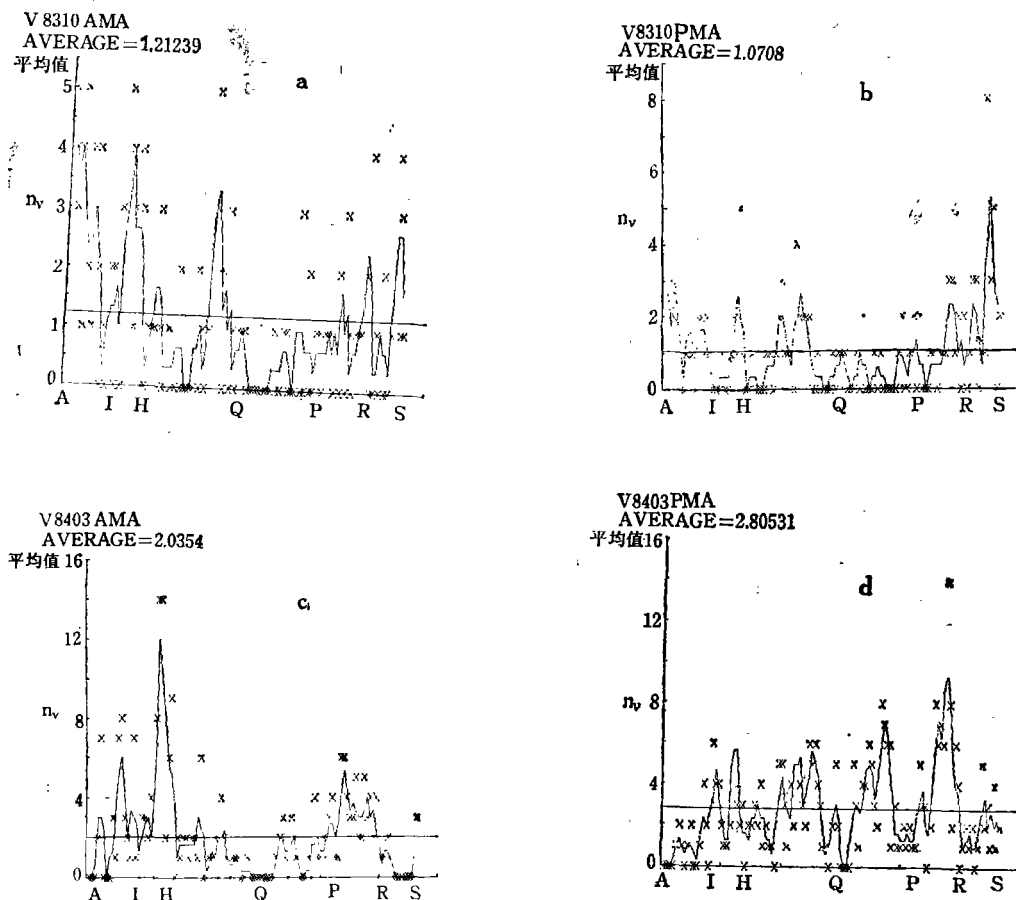 V 8310 AMA
AVERAGE=1.21239
平均值
a
5
4
n_v
3
2
1
0
A I H Q P R S
V8310PMA
AVERAGE=1.0708
平均值
b
8
6
n_v
4
2
0
A I H Q P R S
V8403 AMA
AVERAGE=2.0354
平均值
16
c
12
n_v
8
4
0
A I H Q P R S
V8403PMA
AVERAGE=2.80531
平均值16
d
12
n_v
8
4
0
A I H Q P R S